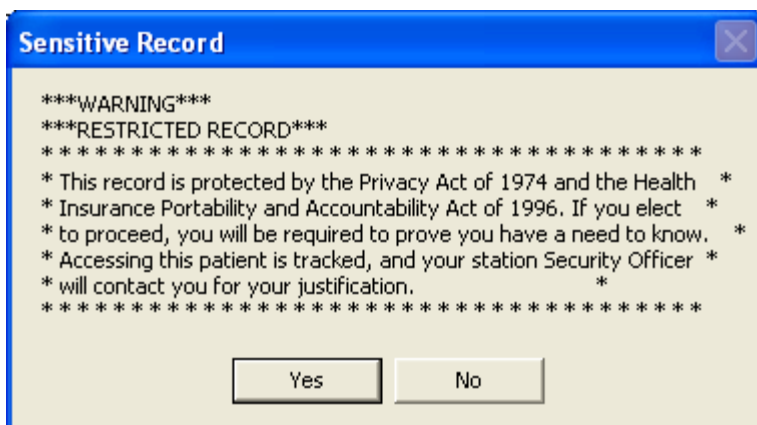 Sensitive Record
***WARNING***
***RESTRICTED RECORD***
* * * * * * * * * * * * * * * * * * * * * * * * * * * * * * * * * * * * *
* This record is protected by the Privacy Act of 1974 and the Health *
* Insurance Portability and Accountability Act of 1996. If you elect *
* to proceed, you will be required to prove you have a need to know. *
* Accessing this patient is tracked, and your station Security Officer *
* will contact you for your justification. *
* * * * * * * * * * * * * * * * * * * * * * * * * * * * * * * * * * * * *
Yes No